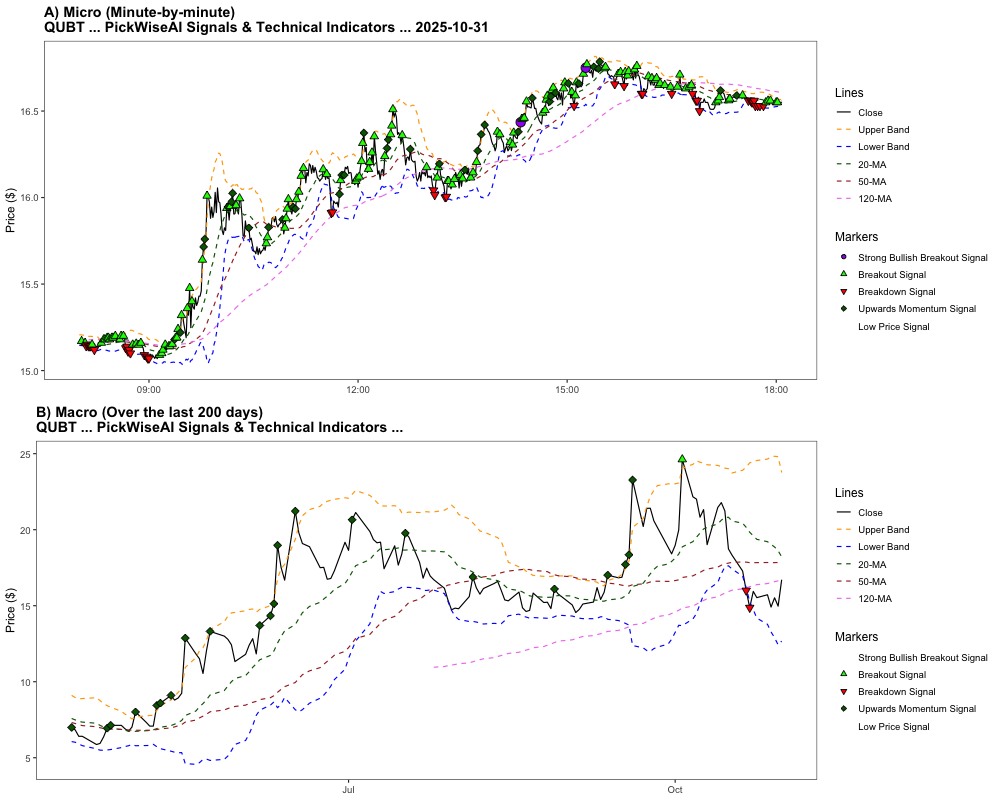 A) Micro (Minute-by-minute)
QUBT ... PickWiseAI Signals & Technical Indicators ... 2025-10-31
Price ($)
16.5
16.0
15.5
15.0
09:00
12:00
15:00
18:00
Lines
Close
Upper Band
Lower Band
20-MA
50-MA
120-MA
Markers
Strong Bullish Breakout Signal
Breakout Signal
Breakdown Signal
Upwards Momentum Signal
Low Price Signal
B) Macro (Over the last 200 days)
QUBT ... PickWiseAI Signals & Technical Indicators ...
Price ($)
25
20
15
10
5
Jul
Oct
Lines
Close
Upper Band
Lower Band
20-MA
50-MA
120-MA
Markers
Strong Bullish Breakout Signal
Breakout Signal
Breakdown Signal
Upwards Momentum Signal
Low Price Signal